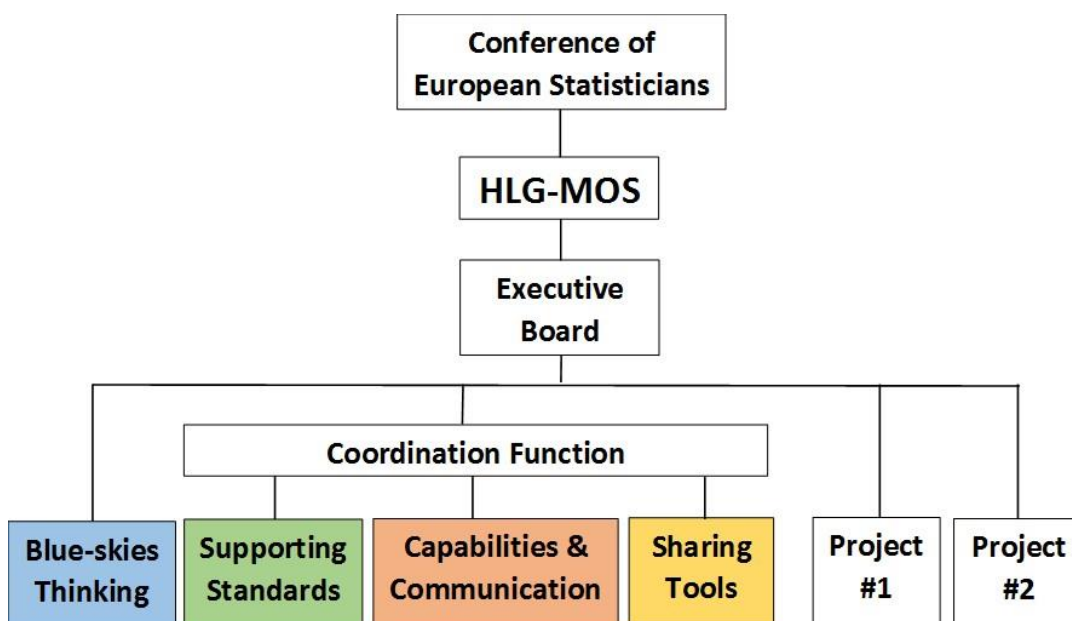 Conference of
European Statisticians
HLG-MOS
Executive
Board
Coordination Function
Blue-skies
Thinking
Supporting
Standards
Capabilities &
Communication
Sharing
Tools
Project
#1
Project
#2